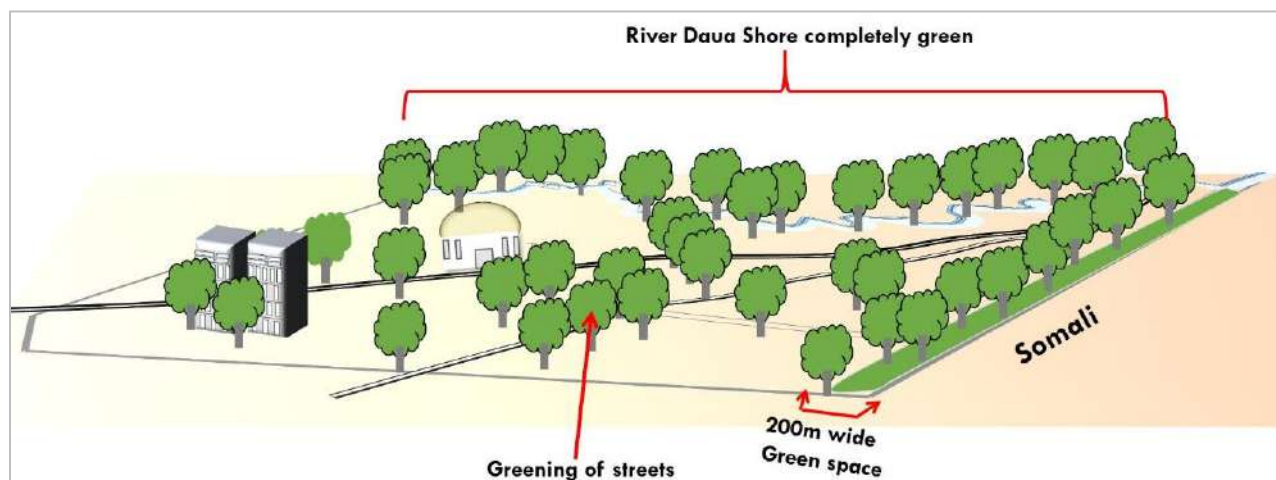 River Daua Shore completely green
Somali
200m wide
Green space
Greening of streets